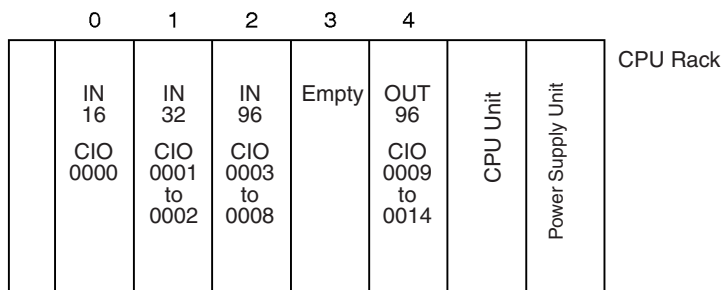 0 1 2 3 4
CPU Rack
IN
16
CIO
0000
IN
32
CIO
0001
to
0002
IN
96
CIO
0003
to
0008
Empty
OUT
96
CIO
0009
to
0014
CPU Unit
Power Supply Unit